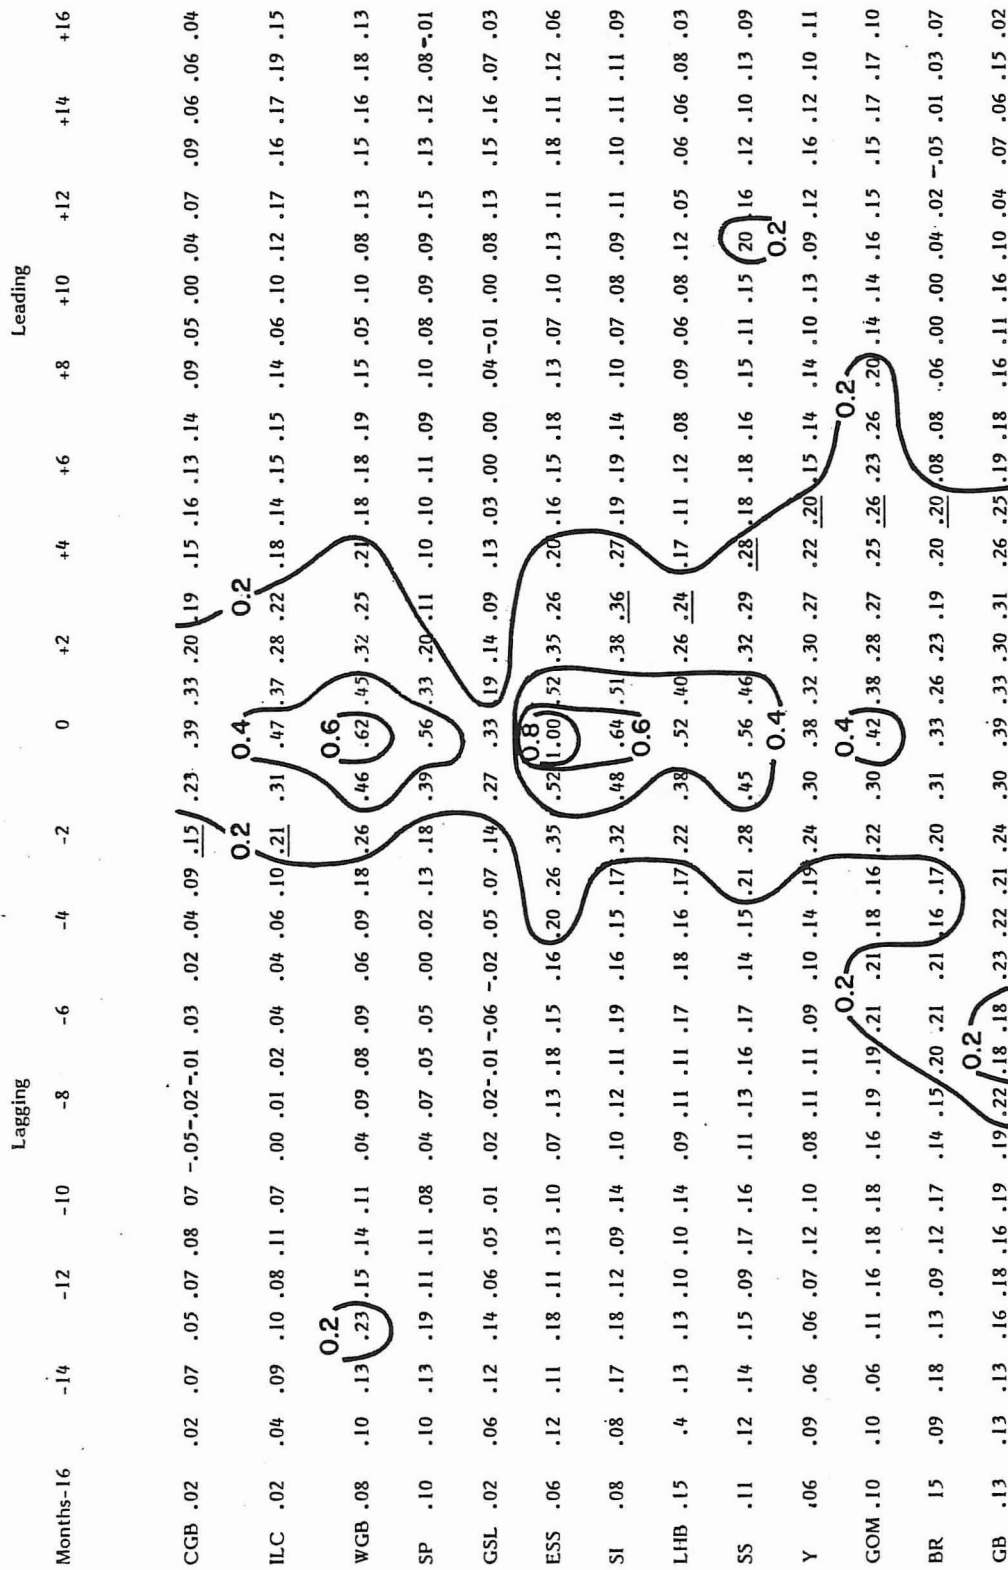 Lagging Leading
Months-16 -14 -12 -10 -8 -6 -4 -2 0 +2 +4 +6 +8 +10 +12 +14 +16
CGB .02 .02 .07 .05 .07 .08 07 -.05 -.02 -.01 .03 .02 .04 .09 .15 .23 .39 .33 .20 .19 .15 .16 .13 .14 .09 .05 .00 .04 .07 .09 .06 .06 .04
0.2 0.4 0.2
ILC .02 .04 .09 .10 .08 .11 .07 .00 .01 .02 .04 .04 .06 .10 .21 .31 .47 .37 .28 .22 .18 .14 .15 .15 .14 .06 .10 .12 .17 .16 .17 .19 .15
0.2 0.6
WGB .08 .10 .13 .23 .15 .14 .11 .04 .09 .08 .09 .06 .09 .18 .26 .46 .62 .45 .32 .25 .21 .18 .18 .19 .15 .05 .10 .08 .13 .15 .16 .18 .13
SP .10 .10 .13 .19 .11 .11 .08 .04 .07 .05 .05 .00 .02 .13 .18 .39 .56 .33 .20 .11 .10 .10 .11 .09 .10 .08 .09 .09 .15 .13 .12 .08 -.01
GSL .02 .06 .12 .14 .06 .05 .01 .02 .02 -.01 -.06 -.02 .05 .07 .14 .27 .33 19 .14 .09 .13 .03 .00 .00 .04 -.01 .00 .08 .13 .15 .16 .07 .03
0.8
ESS .06 .12 .11 .18 .11 .13 .10 .07 .13 .18 .15 .16 .20 .26 .35 .52 1.00 .52 .35 .26 .20 .16 .15 .18 .13 .07 .10 .13 .11 .18 .11 .12 .06
SI .08 .08 .17 .18 .12 .09 .14 .10 .12 .11 .19 .16 .15 .17 .32 .48 .64 .51 .38 .36 .27 .19 .19 .14 .10 .07 .08 .09 .11 .10 .11 .11 .09
0.6
LHB .15 .4 .13 .13 .10 .10 .14 .09 .11 .11 .17 .18 .16 .17 .22 .38 .52 .40 .26 .24 .17 .11 .12 .08 .09 .06 .08 .12 .05 .06 .06 .08 .03
SS .11 .12 .14 .15 .09 .17 .16 .11 .13 .16 .17 .14 .15 .21 .28 .45 .56 .46 .32 .29 .28 .18 .18 .16 .15 .11 .15 20 .16 .12 .10 .13 .09
0.4 0.2
Y .06 .09 .06 .06 .07 .12 .10 .08 .11 .11 .09 .10 .14 .19 .24 .30 .38 .32 .30 .27 .22 .20 .15 .14 .14 .10 .13 .09 .12 .16 .12 .10 .11
0.2 0.4 0.2
GOM .10 .10 .06 .11 .16 .18 .18 .16 .19 .19 .21 .21 .18 .16 .22 .30 .42 .38 .28 .27 .25 .26 .23 .26 .20 .14 .14 .16 .15 .15 .17 .17 .10
BR 15 .09 .18 .13 .09 .12 .17 .14 .15 .20 .21 .21 .16 .17 .20 .31 .33 .26 .23 .19 .20 .20 .08 .08 .06 .00 .00 .04 .02 -.05 .01 .03 .07
0.2
GB .13 .13 .13 .16 .18 .16 .19 .19 .22 .18 .18 .23 .22 .21 .24 .30 .39 .33 .30 .31 .26 .25 .19 .18 .16 .11 .16 .10 .04 .07 .06 .15 .02